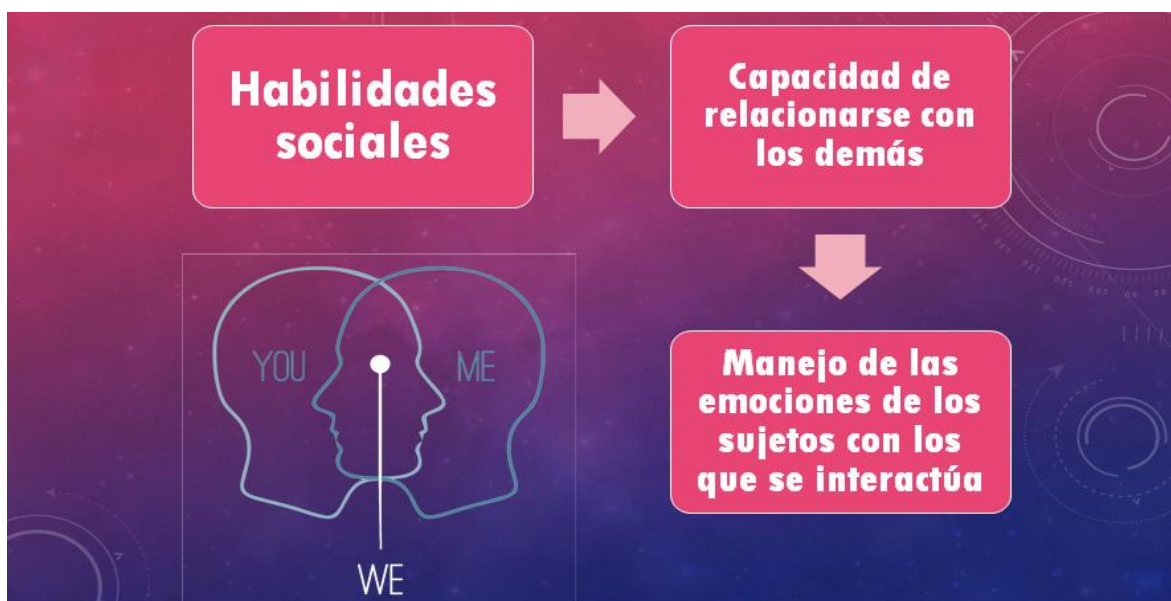 Habilidades
sociales
Capacidad de
relacionarse con
los demás
Manejo de las
emociones de los
sujetos con los
que se interactúa
YOU
ME
WE